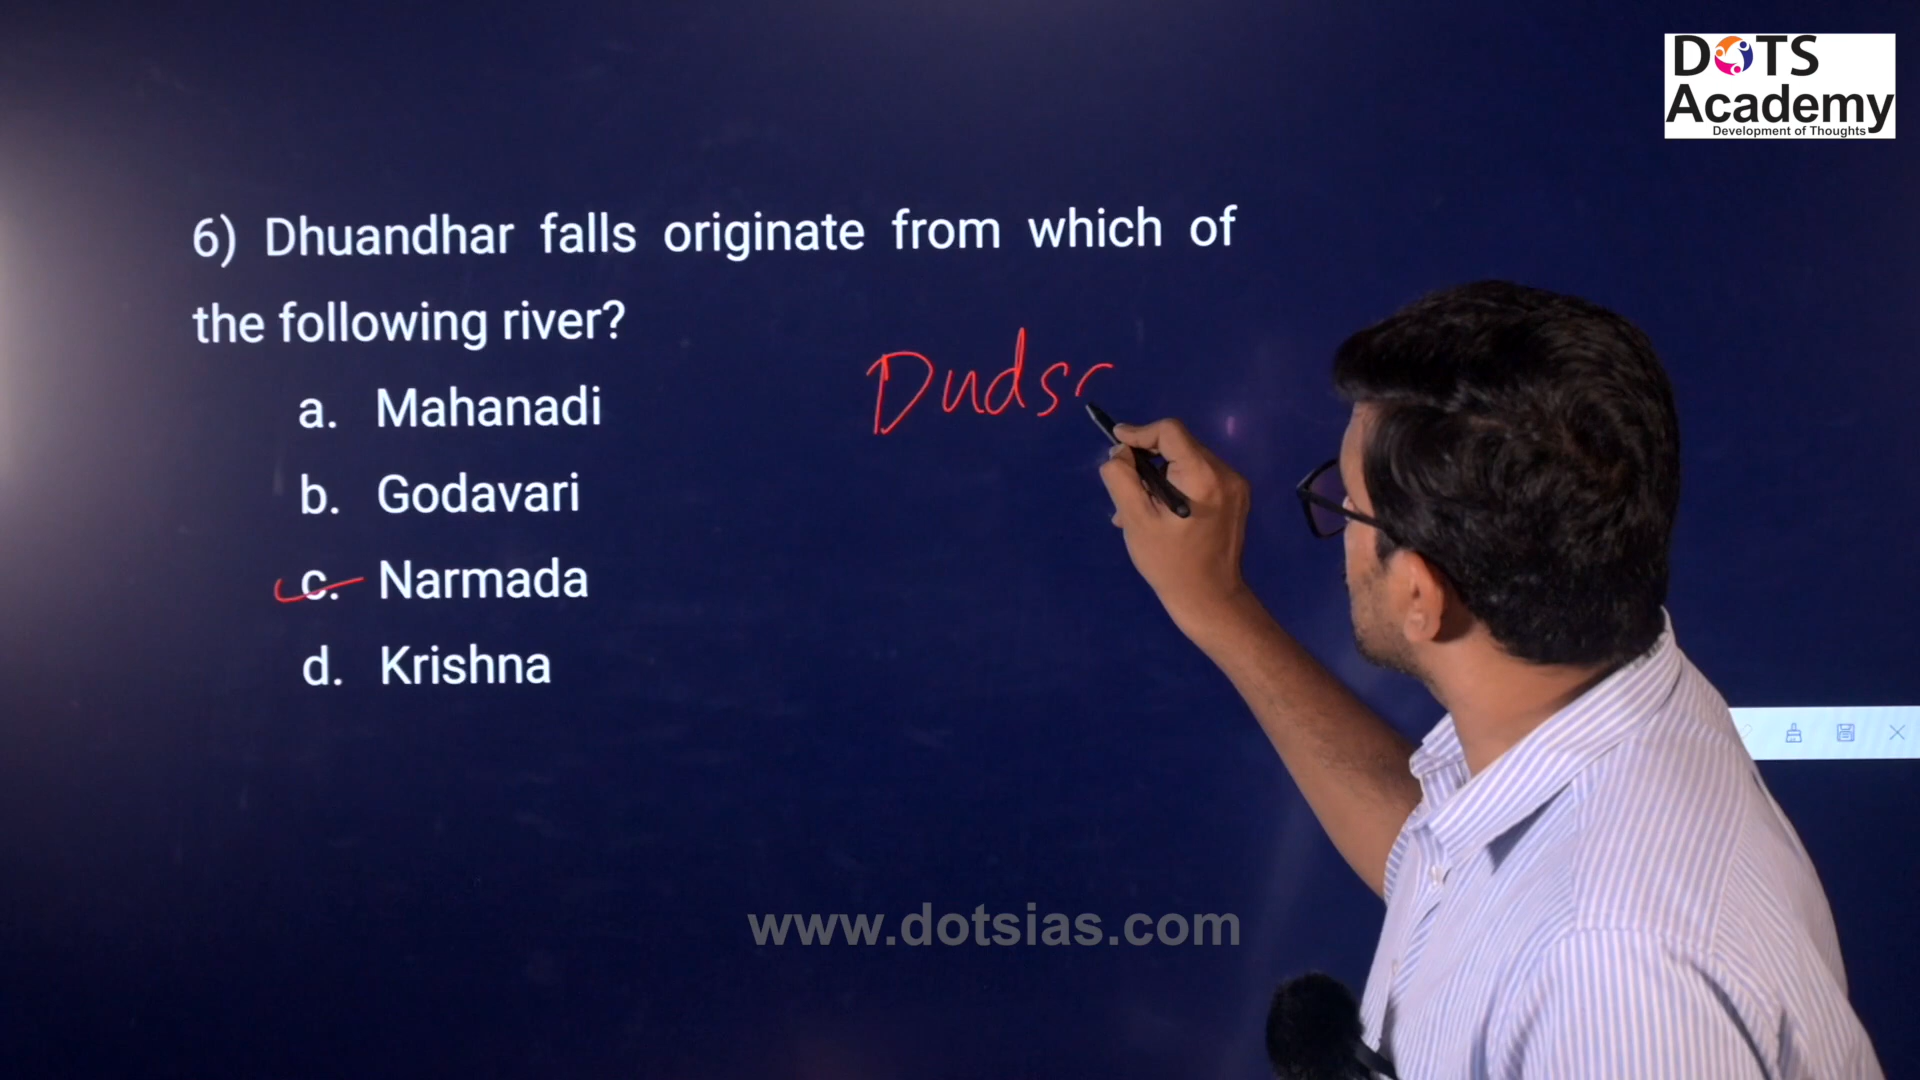 DOTS
Academy
Development of Thoughts
6) Dhuandhar falls originate from which of
the following river?
Duds
a. Mahanadi
b. Godavari
c. Narmada
d. Krishna
www.dotsias.com